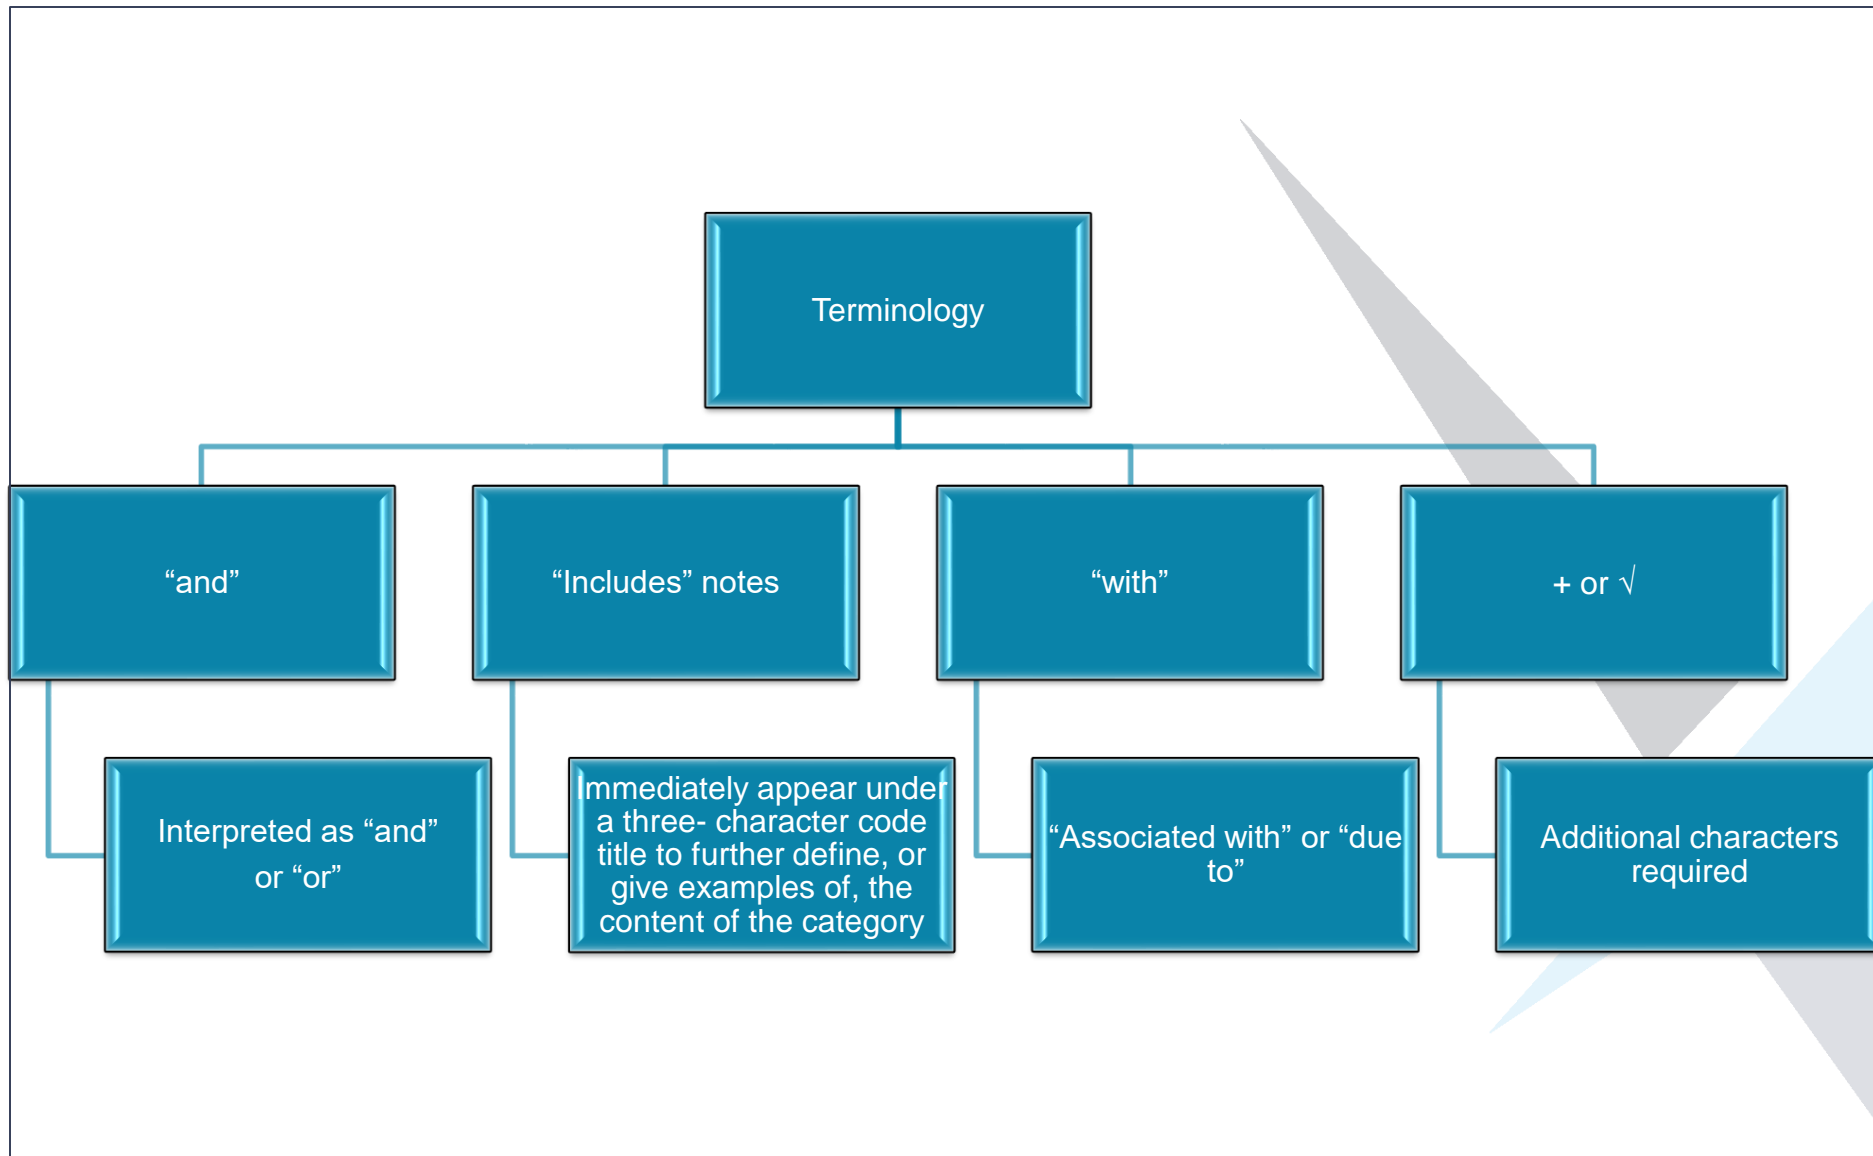 Terminology
“and”
“Includes” notes
“with”
+ or √
Interpreted as “and”
or “or”
Immediately appear under
a three- character code
title to further define, or
give examples of, the
content of the category
“Associated with” or “due
to”
Additional characters
required